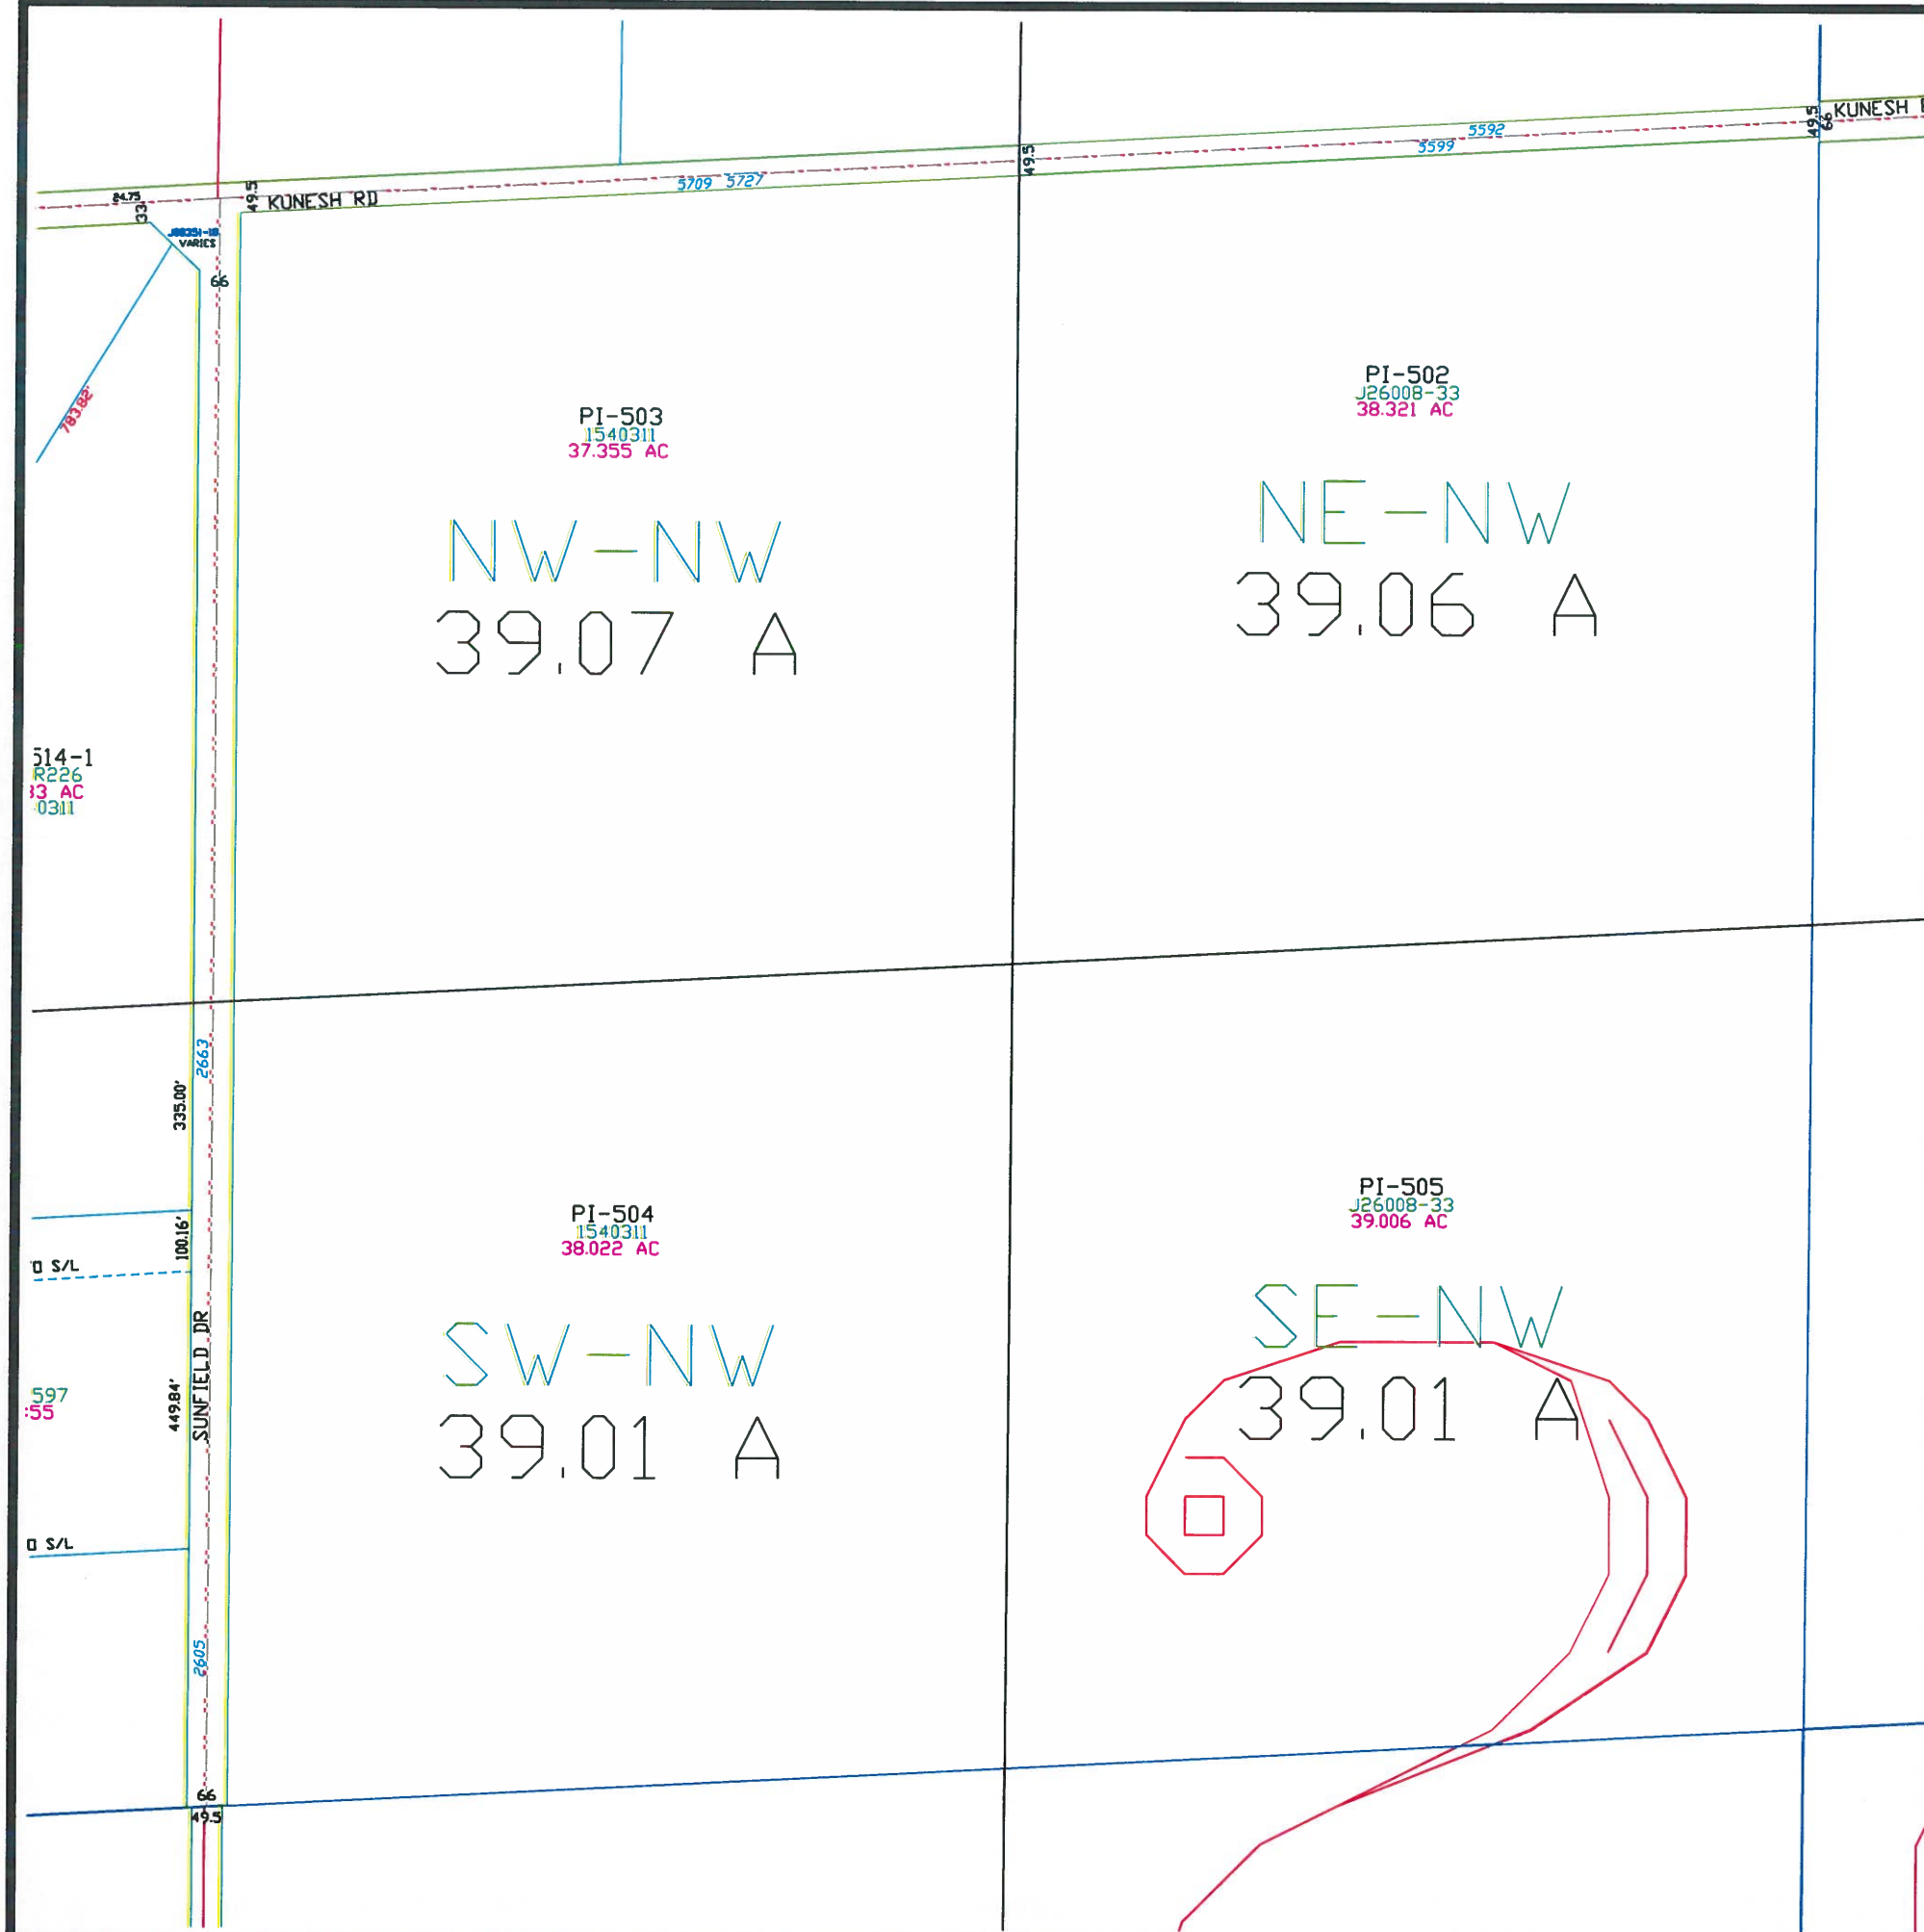 KUNESH
49.5
66
5592
5599
49.5
5709 5727
49.5
KUNESH RD
24.75
33
VARIES
66
783.82'
PI-503
1540311
37.355 AC
NW-NW
39.07 A
PI-502
J26008-33
38.321 AC
NE-NW
39.06 A
514-1
R226
33 AC
0311
2663
335.00'
100.16'
S/L
SUNFIELD DR
449.84'
597
55
S/L
2605
66
49.5
PI-504
1540311
38.022 AC
SW-NW
39.01 A
PI-505
J26008-33
39.006 AC
SE-NW
39.01 A